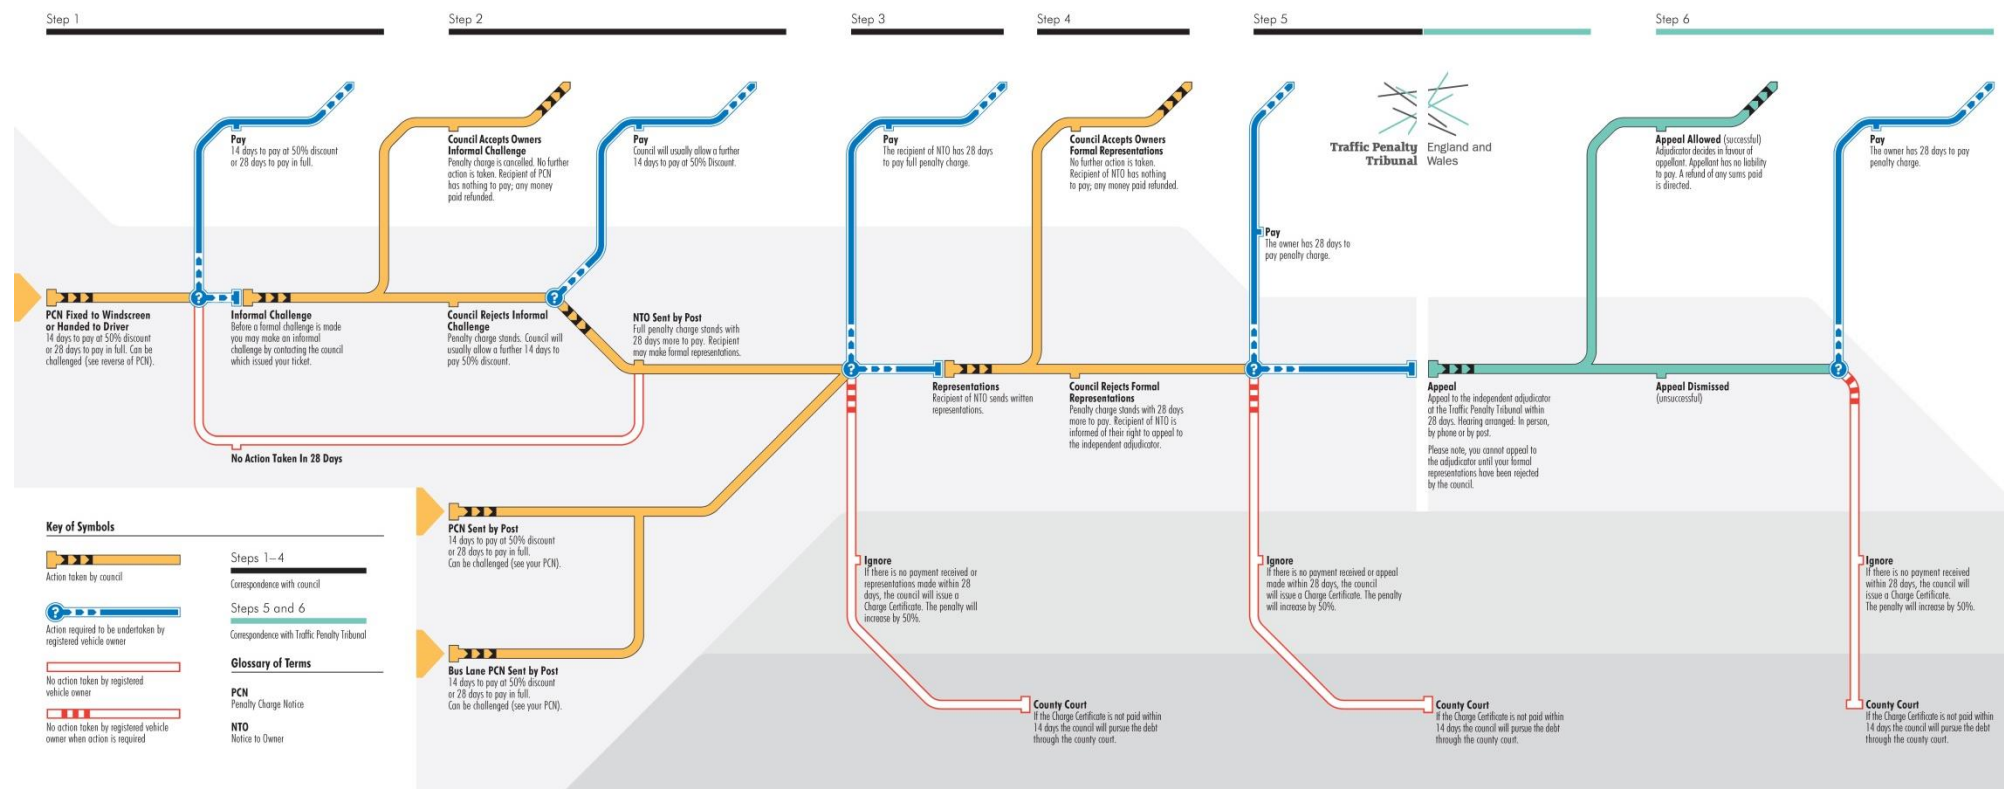 Step 1
Step 2
Step 3
Step 4
Step 5
Step 6
Pay
14 days to pay at 50% discount
or 28 days to pay in full.
Council Accepts Owners
Informal Challenge
Penalty charge is cancelled. No further
action is taken. Recipient of PCN
has nothing to pay; any money
paid refunded.
Pay
Council will usually allow a further
14 days to pay at 50% Discount.
Pay
The recipient of NTO has 28 days
to pay full penalty charge.
Council Accepts Owners
Formal Representations
No further action is taken.
Recipient of NTO has nothing
to pay; any money paid refunded.
Pay
The owner has 28 days to
pay penalty charge.
Traffic Penalty
Tribunal
England and
Wales
Appeal Allowed (successful)
Adjudicator decides in favour of
appellant. Appellant has no liability
to pay. A refund of any sums paid
is directed.
Pay
The owner has 28 days to pay
penalty charge.
PCN Fixed to Windscreen
or Handed to Driver
14 days to pay at 50% discount
or 28 days to pay in full. Can be
challenged (see reverse of PCN).
?
Informal Challenge
Before a formal challenge is made
you may make an informal
challenge by contacting the council
which issued your ticket.
Council Rejects Informal
Challenge
Penalty charge stands. Council will
usually allow a further 14 days to
pay 50% discount.
?
NTO Sent by Post
Full penalty charge stands with
28 days more to pay. Recipient
may make formal representations.
?
Representations
Recipient of NTO sends written
representations.
Council Rejects Formal
Representations
Penalty charge stands with 28 days
more to pay. Recipient of NTO is
informed of their right to appeal to
the independent adjudicator.
?
Appeal
Appeal to the independent adjudicator
at the Traffic Penalty Tribunal within
28 days. Hearing arranged: In person,
by phone or by post.
Please note, you cannot appeal to
the adjudicator until your formal
representations have been rejected
by the council.
Appeal Dismissed
(unsuccessful)
?
No Action Taken In 28 Days
PCN Sent by Post
14 days to pay at 50% discount
or 28 days to pay in full.
Can be challenged (see your PCN).
Bus Lane PCN Sent by Post
14 days to pay at 50% discount
or 28 days to pay in full.
Can be challenged (see your PCN).
Ignore
If there is no payment received or
representations made within 28
days, the council will issue a
Charge Certificate. The penalty will
increase by 50%.
Ignore
If there is no payment received or appeal
made within 28 days, the council
will issue a Charge Certificate. The penalty
will increase by 50%.
Ignore
If there is no payment received
within 28 days, the council will
issue a Charge Certificate.
The penalty will increase by 50%.
County Court
If the Charge Certificate is not paid within
14 days the council will pursue the debt
through the county court.
County Court
If the Charge Certificate is not paid within
14 days the council will pursue the debt
through the county court.
County Court
If the Charge Certificate is not paid within
14 days the council will pursue the debt
through the county court.
Key of Symbols
Action taken by council
?
Action required to be undertaken by
registered vehicle owner
No action taken by registered
vehicle owner
No action taken by registered vehicle
owner when action is required
Steps 1–4
Correspondence with council
Steps 5 and 6
Correspondence with Traffic Penalty Tribunal
Glossary of Terms
PCN
Penalty Charge Notice
NTO
Notice to Owner